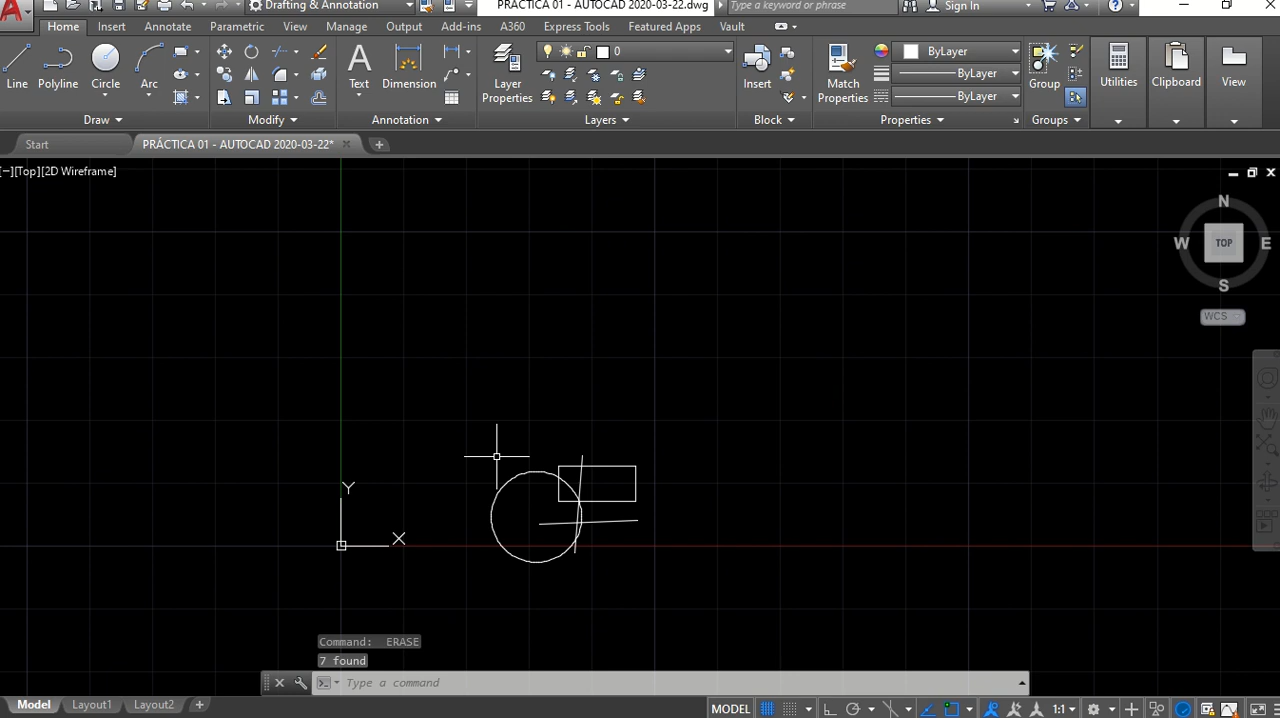 Drafting & Annotation
PRÁCTICA 01 - AUTOCAD 2020-03-22.dwg
Type a keyword or phrase
Sign In
Home Insert Annotate Parametric View Manage Output Add-ins A360 Express Tools Featured Apps Vault
Line Polyline Circle Arc
Text Dimension
Layer Properties
0
Insert
Match Properties
ByLayer
ByLayer
ByLayer
Group
Utilities Clipboard View
Draw Modify Annotation Layers Block Properties Groups
Start PRÁCTICA 01 - AUTOCAD 2020-03-22*
[−][Top][2D Wireframe]
N
W TOP E
S
WCS
Y
X
Command: ERASE
7 found
Type a command
Model Layout1 Layout2
MODEL 1:1